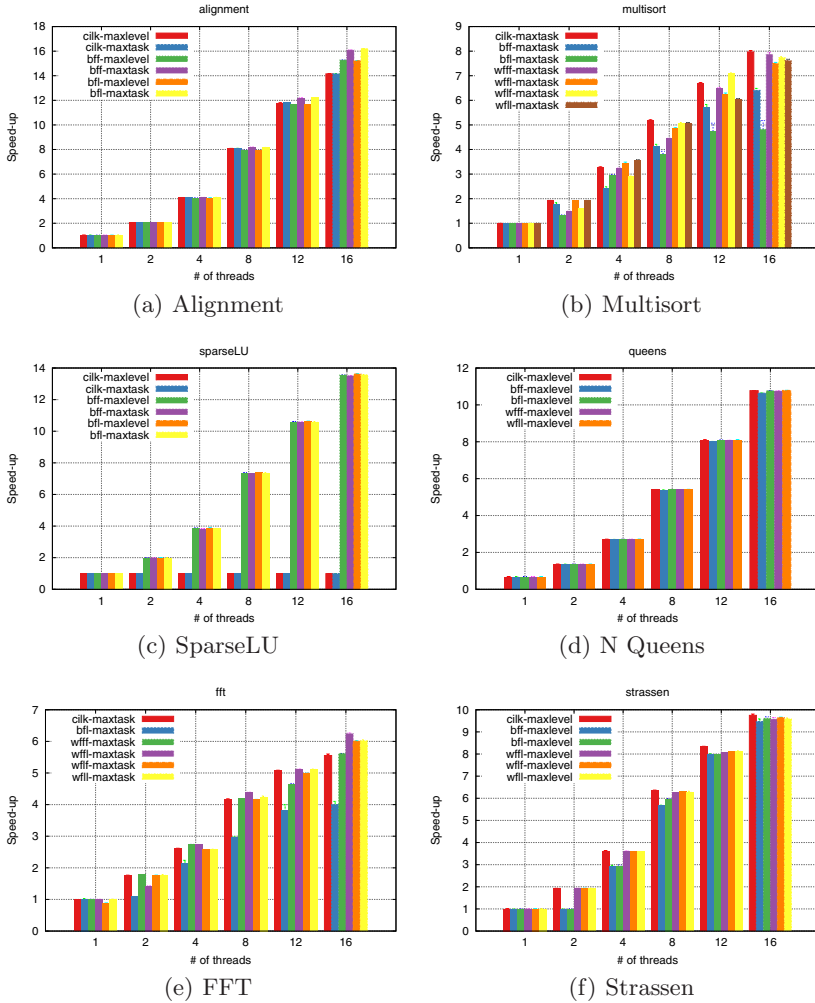 alignment
18
16
14
12
10
8
6
4
2
0
Speed-up
cilk-maxlevel
cilk-maxtask
bff-maxlevel
bff-maxtask
bfl-maxlevel
bfl-maxtask
1 2 4 8 12 16
# of threads
(a) Alignment
multisort
9
8
7
6
5
4
3
2
1
0
Speed-up
cilk-maxtask
bff-maxtask
bfl-maxtask
wfff-maxtask
wffl-maxtask
wflf-maxtask
wfll-maxtask
1 2 4 8 12 16
# of threads
(b) Multisort
sparseLU
14
12
10
8
6
4
2
0
Speed-up
cilk-maxlevel
cilk-maxtask
bff-maxlevel
bff-maxtask
bfl-maxlevel
bfl-maxtask
1 2 4 8 12 16
# of threads
(c) SparseLU
queens
12
10
8
6
4
2
0
Speed-up
cilk-maxlevel
bff-maxlevel
bfl-maxlevel
wfff-maxlevel
wfll-maxlevel
1 2 4 8 12 16
# of threads
(d) N Queens
fft
7
6
5
4
3
2
1
0
Speed-up
cilk-maxtask
bfl-maxtask
wfff-maxtask
wffl-maxtask
wflf-maxtask
wfll-maxtask
1 2 4 8 12 16
# of threads
(e) FFT
strassen
10
9
8
7
6
5
4
3
2
1
0
Speed-up
cilk-maxlevel
bff-maxlevel
bfl-maxlevel
wffl-maxlevel
wflf-maxlevel
wfll-maxlevel
1 2 4 8 12 16
# of threads
(f) Strassen